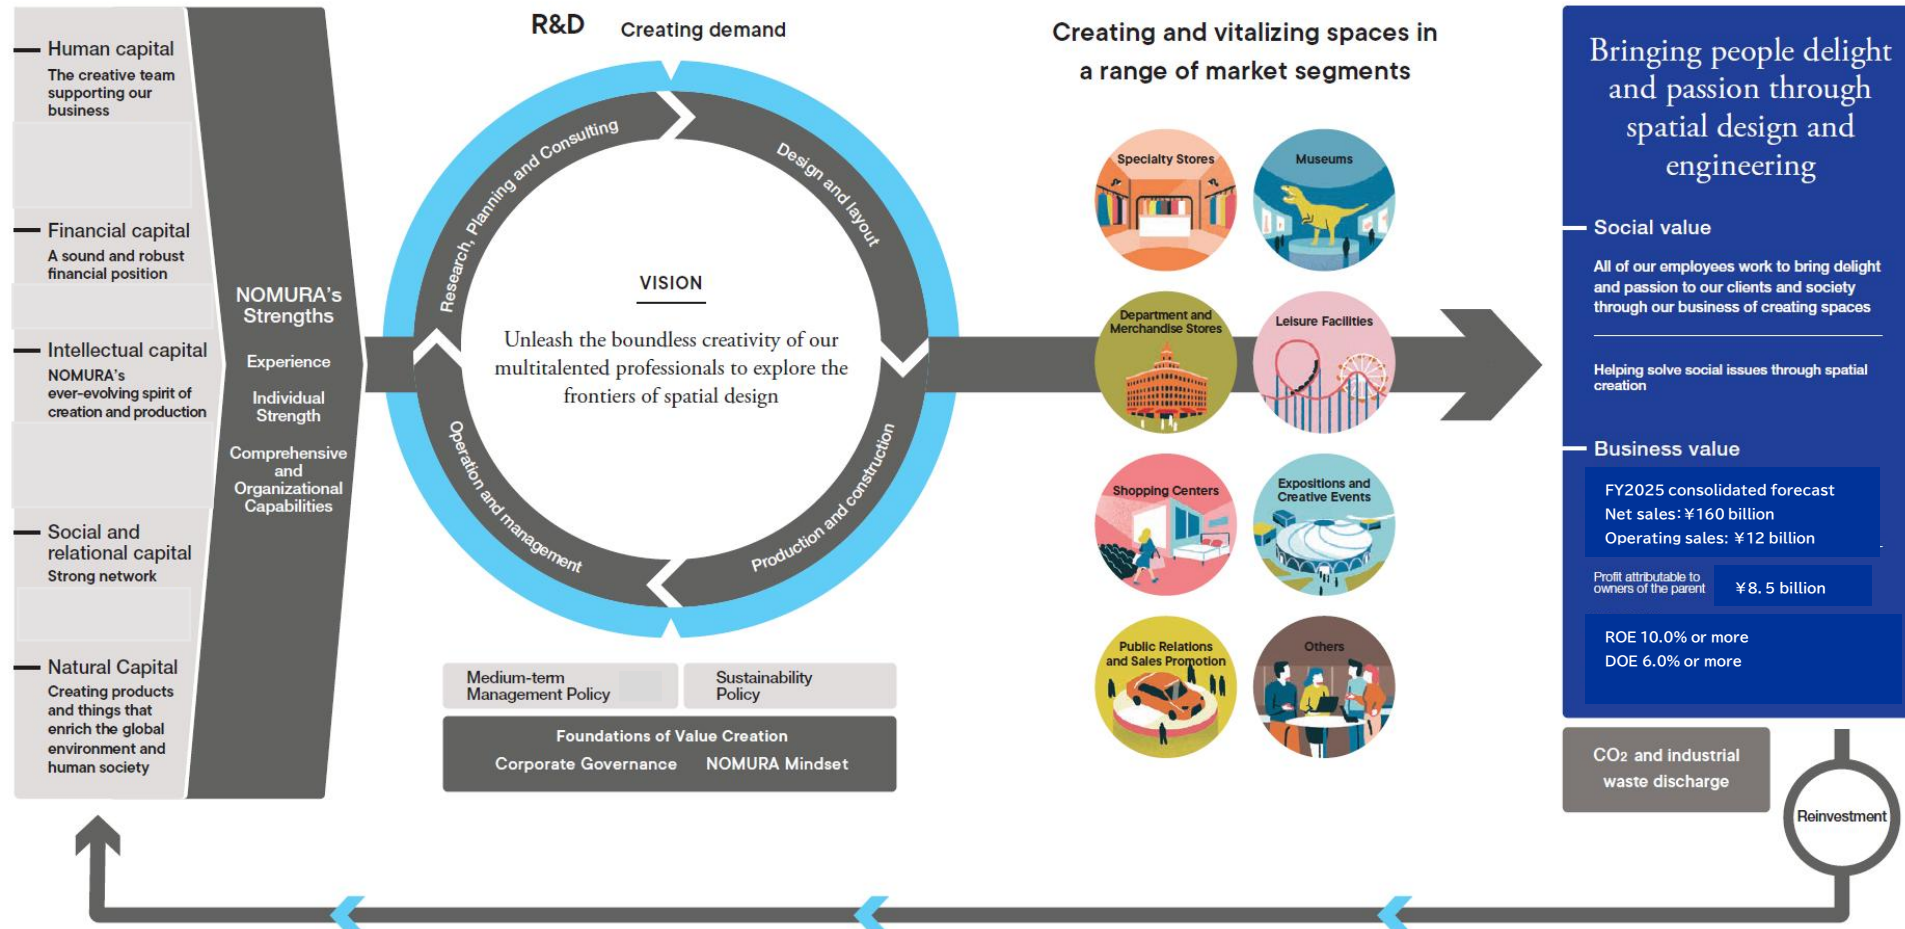 Human capital
The creative team
supporting our
business
Financial capital
A sound and robust
financial position
Intellectual capital
NOMURA's
ever-evolving spirit of
creation and production
Social and
relational capital
Strong network
Natural Capital
Creating products
and things that
enrich the global
environment and
human society
NOMURA's
Strengths
Experience
Individual
Strength
Comprehensive
and
Organizational
Capabilities
R&D
Creating demand
Research, Planning and Consulting
Design and layout
Production and construction
Operation and management
VISION
Unleash the boundless creativity of our
multitalented professionals to explore the
frontiers of spatial design
Medium-term
Management Policy
Sustainability
Policy
Foundations of Value Creation
Corporate Governance NOMURA Mindset
Creating and vitalizing spaces in
a range of market segments
Specialty Stores
Museums
Department and
Merchandise Stores
Leisure Facilities
Shopping Centers
Expositions and
Creative Events
Public Relations
and Sales Promotion
Others
Bringing people delight
and passion through
spatial design and
engineering
Social value
All of our employees work to bring delight
and passion to our clients and society
through our business of creating spaces
Helping solve social issues through spatial
creation
Business value
FY2025 consolidated forecast
Net sales:¥160 billion
Operating sales: ¥12 billion
Profit attributable to
owners of the parent
¥8.5 billion
ROE 10.0% or more
DOE 6.0% or more
CO2 and industrial
waste discharge
Reinvestment